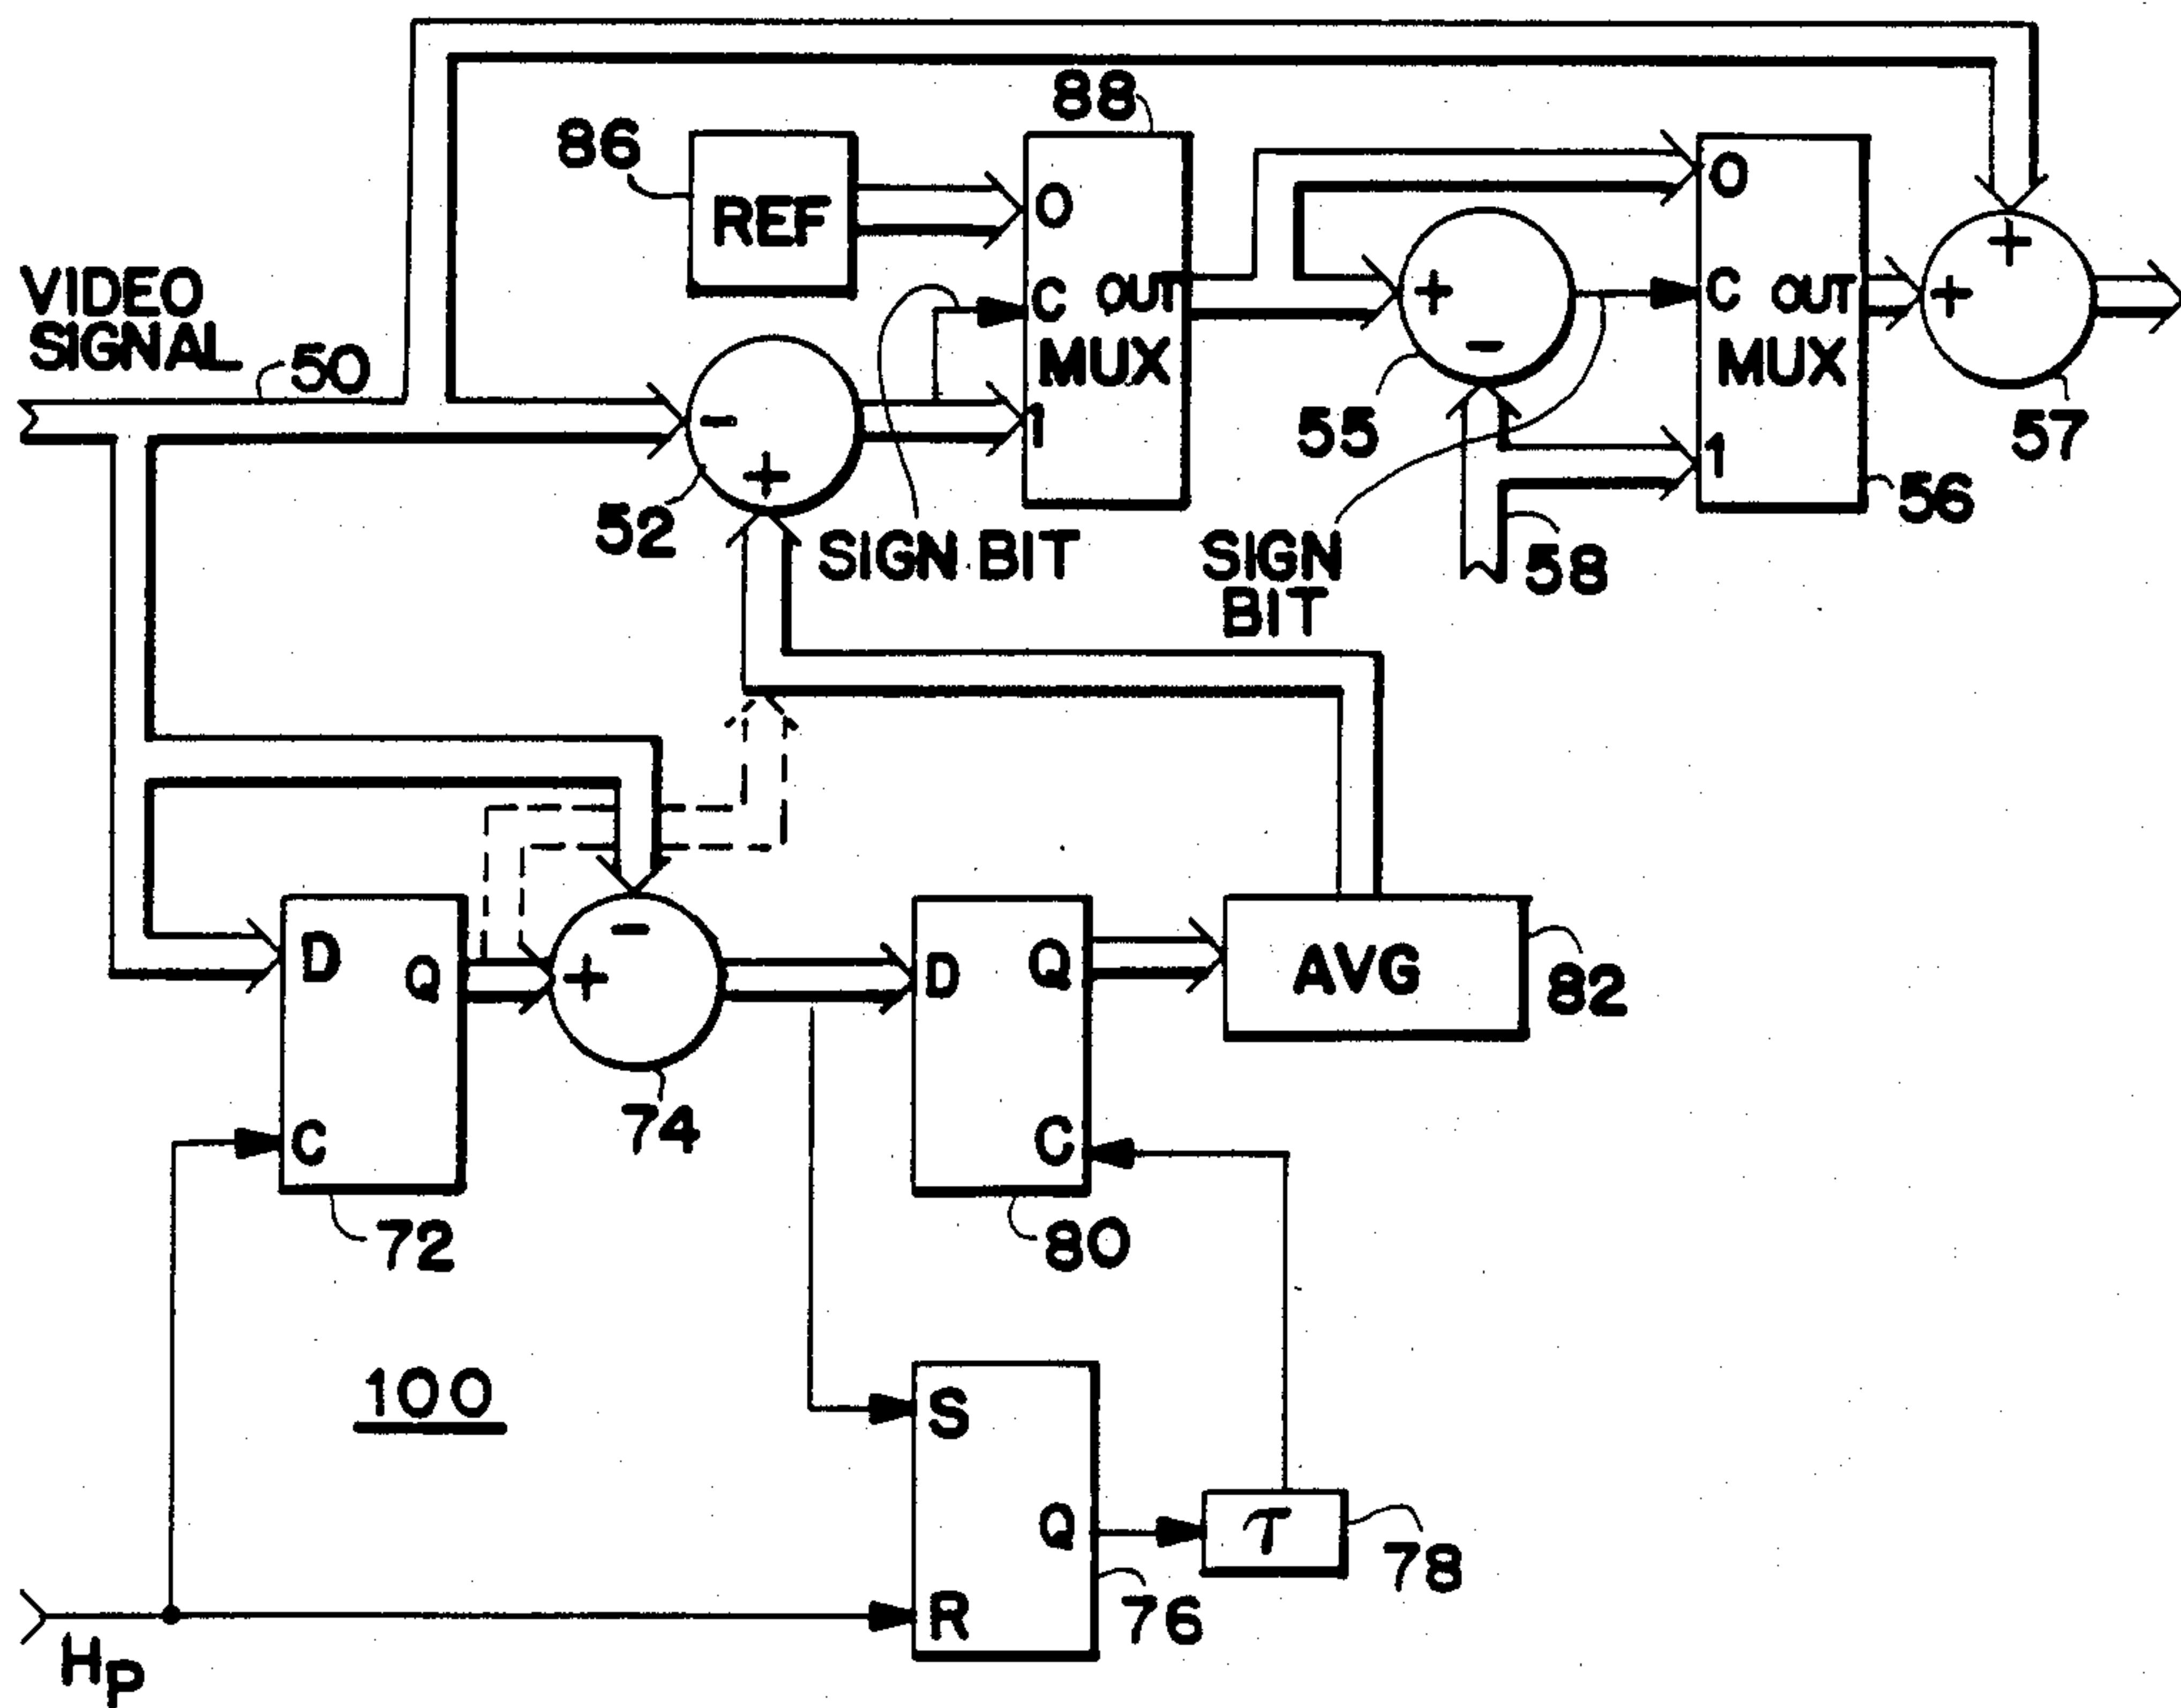 88
86
REF
O
O
VIDEO
SIGNAL
50
C OUT
MUX
1
+
-
C OUT
MUX
1
+
+
-
+
52
55
57
56
SIGN BIT
SIGN
BIT
58
D
Q
C
72
-
+
74
D
Q
C
80
AVG
82
100
S
Q
R
76
τ
78
HP